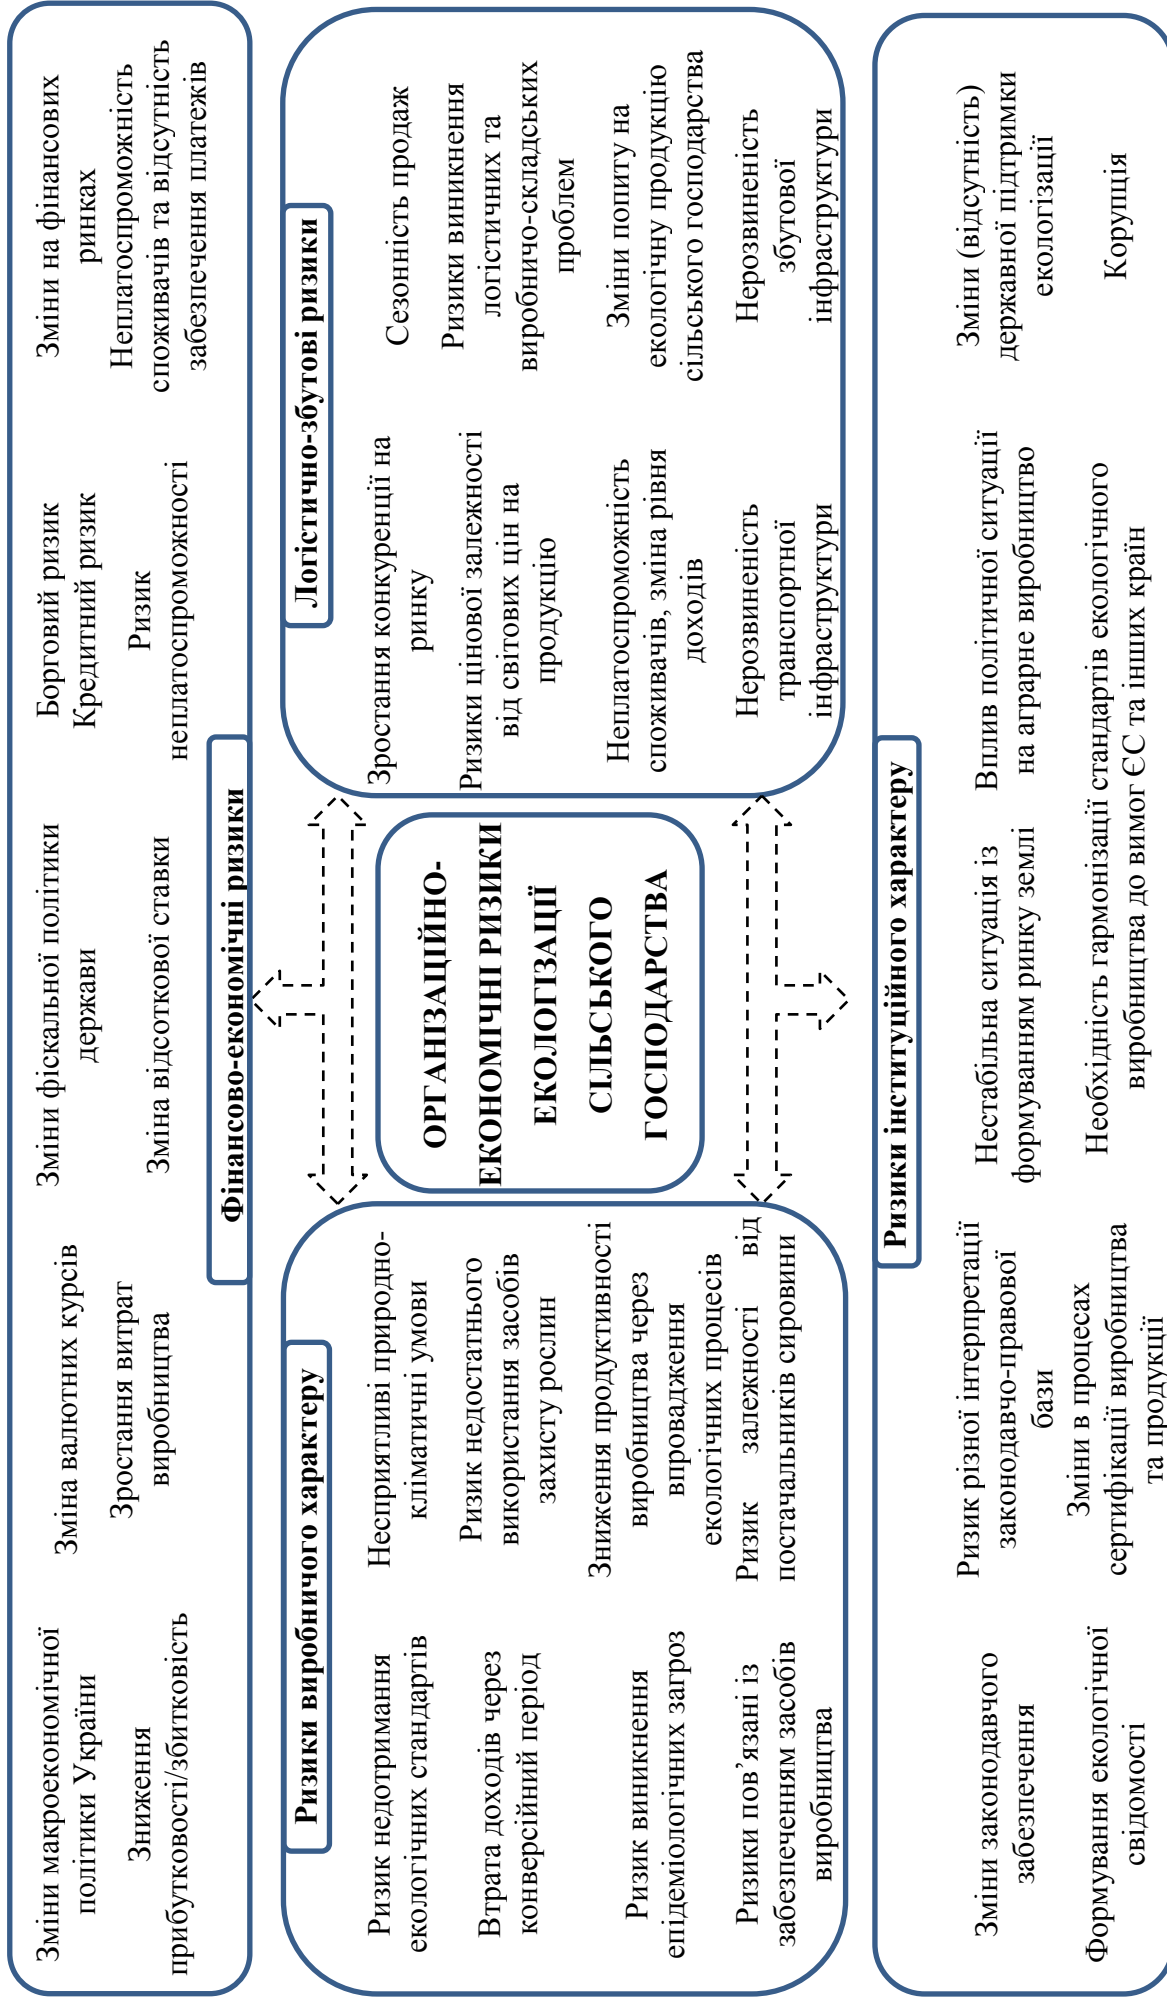 Зміни макроекономічної
політики України
Зниження
прибутковості/збитковість
Зміна валютних курсів
Зростання витрат
виробництва
Зміни фіскальної політики
держави
Зміна відсоткової ставки
Борговий ризик
Кредитний ризик
Ризик
неплатоспроможності
Зміни на фінансових
ринках
Неплатоспроможність
споживачів та відсутність
забезпечення платежів
Фінансово-економічні ризики
Ризики виробничого характеру
Ризик недотримання
екологічних стандартів
Втрата доходів через
конверсійний період
Ризик виникнення
епідеміологічних загроз
Ризики пов’язані із
забезпеченням засобів
виробництва
Несприятливі природно-
кліматичні умови
Ризик недостатнього
використання засобів
захисту рослин
Зниження продуктивності
виробництва через
впровадження
екологічних процесів
Ризик залежності від
постачальників сировини
ОРГАНІЗАЦІЙНО-
ЕКОНОМІЧНІ РИЗИКИ
ЕКОЛОГІЗАЦІЇ
СІЛЬСЬКОГО
ГОСПОДАРСТВА
Логістично-збутові ризики
Зростання конкуренції на
ринку
Ризики цінової залежності
від світових цін на
продукцію
Неплатоспроможність
споживачів, зміна рівня
доходів
Нерозвиненість
транспортної
інфраструктури
Сезонність продаж
Ризики виникнення
логістичних та
виробничо-складських
проблем
Зміни попиту на
екологічну продукцію
сільського господарства
Нерозвиненість
збутової
інфраструктури
Ризики інституційного характеру
Зміни законодавчого
забезпечення
Формування екологічної
свідомості
Ризик різної інтерпретації
законодавчо-правової
бази
Зміни в процесах
сертифікації виробництва
та продукції
Нестабільна ситуація із
формуванням ринку землі
Вплив політичної ситуації
на аграрне виробництво
Необхідність гармонізації стандартів екологічного
виробництва до вимог ЄС та інших країн
Зміни (відсутність)
державної підтримки
екологізації
Корупція